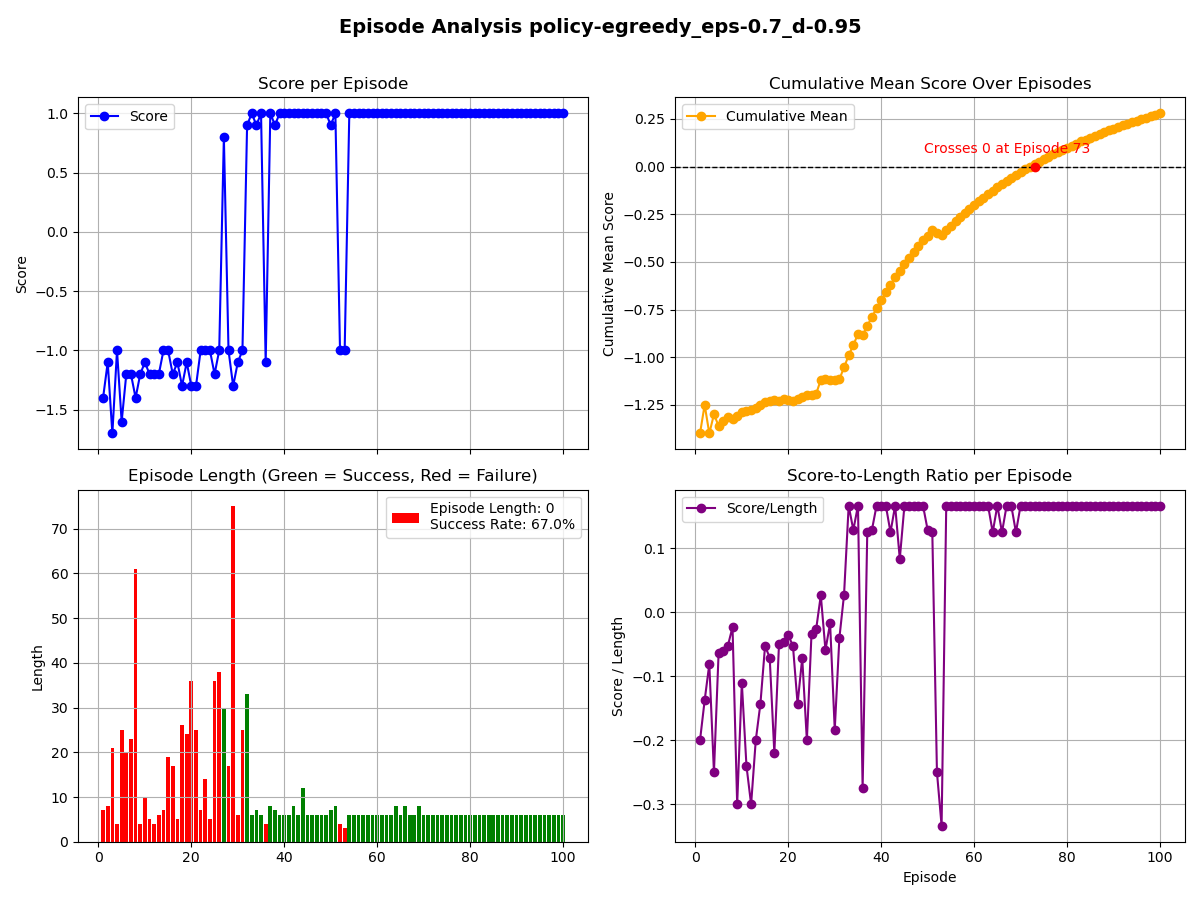 Episode Analysis policy-egreedy_eps-0.7_d-0.95
Score per Episode
Score
1.0
0.5
0.0
−0.5
−1.0
−1.5
Score
Cumulative Mean Score Over Episodes
Cumulative Mean
Crosses 0 at Episode 73
0.25
0.00
−0.25
−0.50
−0.75
−1.00
−1.25
Cumulative Mean Score
Episode Length (Green = Success, Red = Failure)
Episode Length: 0
Success Rate: 67.0%
70
60
50
40
30
20
10
0
Length
0 20 40 60 80 100
Score-to-Length Ratio per Episode
Score/Length
0.1
0.0
−0.1
−0.2
−0.3
Score / Length
0 20 40 60 80 100
Episode